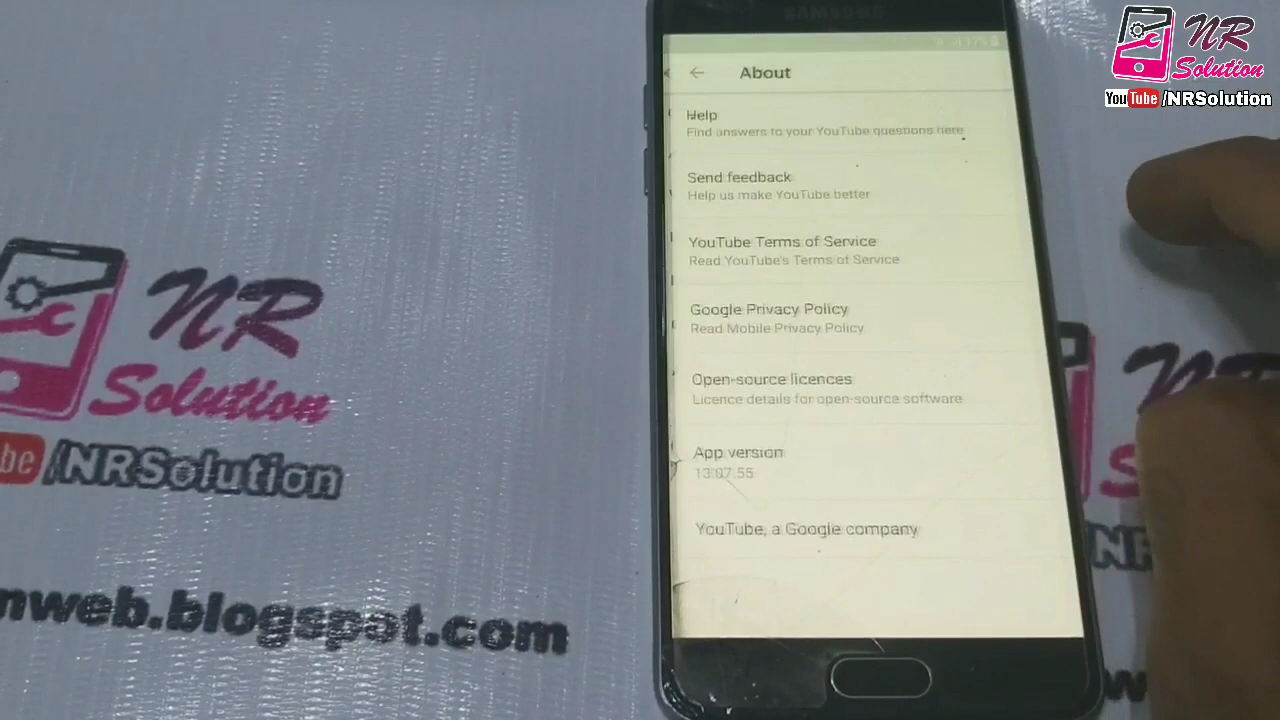 SAMSUNG
About
Help
Find answers to your YouTube questions here
Send feedback
Help us make YouTube better
YouTube Terms of Service
Read YouTube's Terms of Service
Google Privacy Policy
Read Mobile Privacy Policy
Open-source licences
Licence details for open-source software
App version
13.07.55
YouTube, a Google company
NR
Solution
YouTube /NRSolution
NR
Solution
be /NRSolution
nweb.blogspot.com